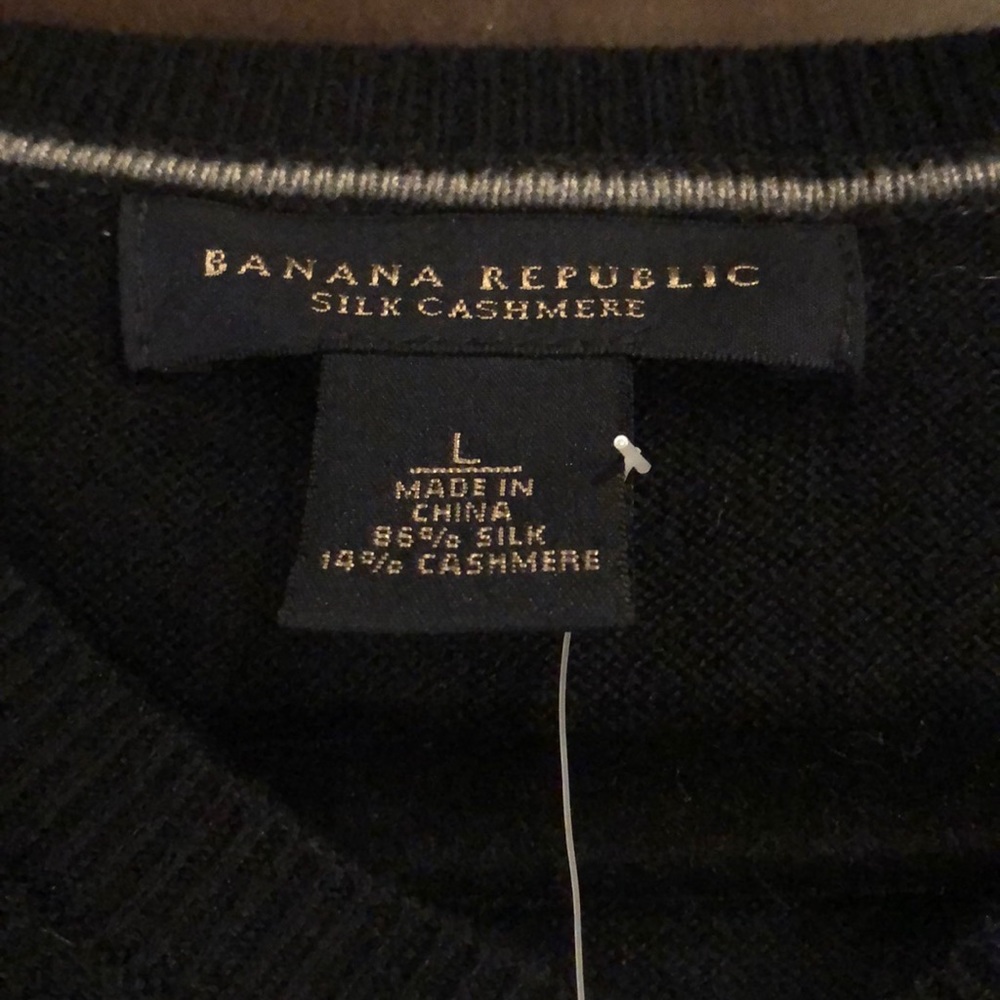 BANANA REPUBLIC
SILK CASHMERE
L
MADE IN
CHINA
86% SILK
14% CASHMERE